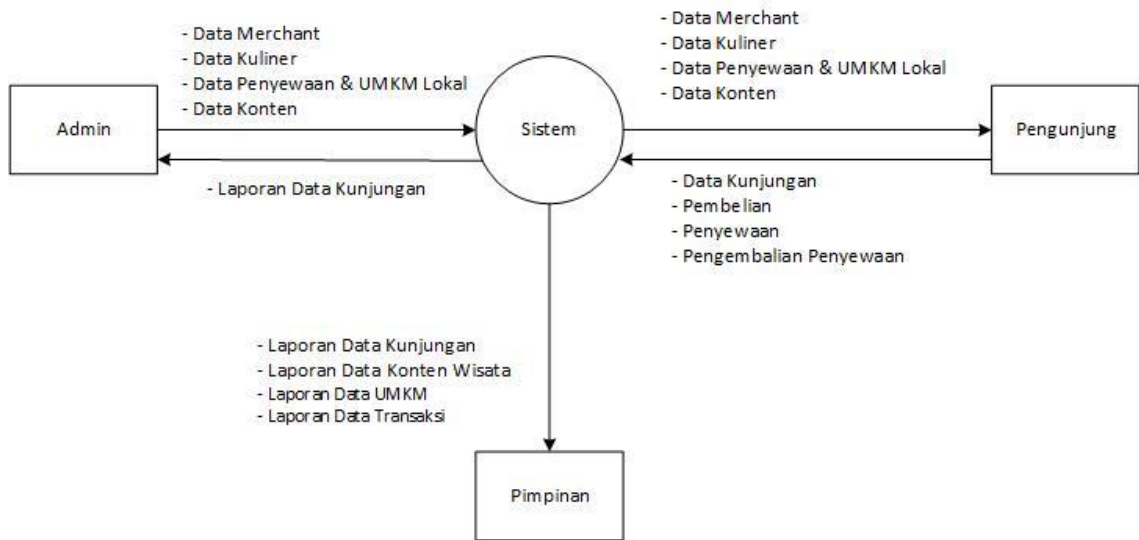 - Data Merchant
- Data Kuliner
- Data Penyewaan & UMKM Lokal
- Data Konten
- Data Merchant
- Data Kuliner
- Data Penyewaan & UMKM Lokal
- Data Konten
Admin
Sistem
Pengunjung
- Laporan Data Kunjungan
- Data Kunjungan
- Pembelian
- Penyewaan
- Pengembalian Penyewaan
- Laporan Data Kunjungan
- Laporan Data Konten Wisata
- Laporan Data UMKM
- Laporan Data Transaksi
Pimpinan